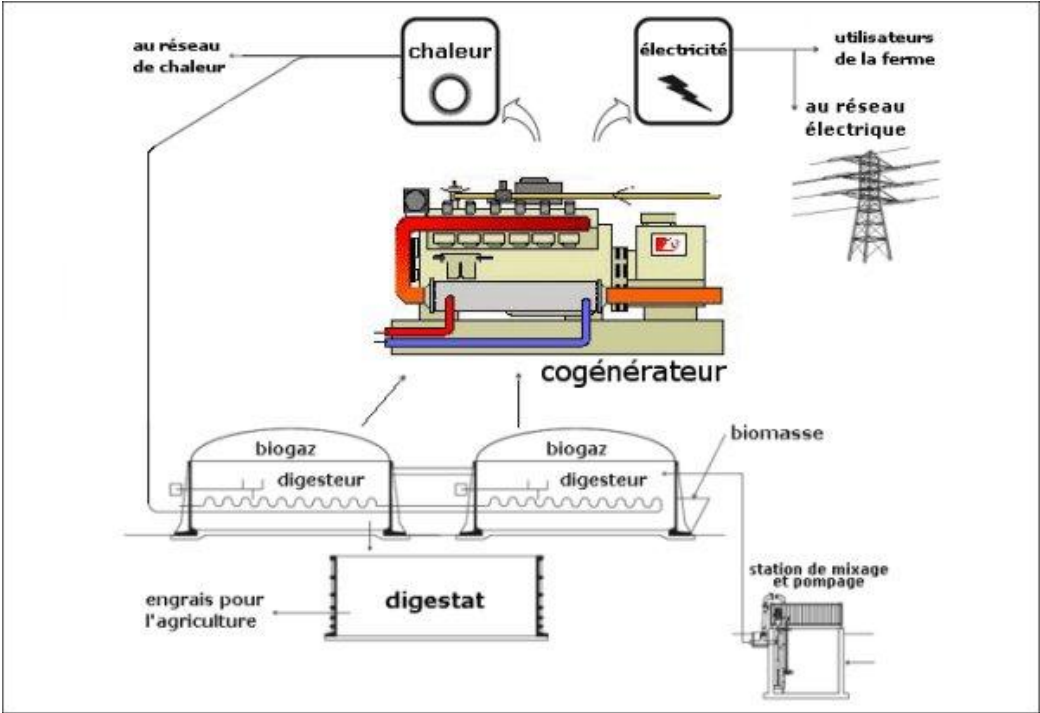 au réseau
de chaleur
chaleur
électricité
utilisateurs
de la ferme
au réseau
électrique
cogénérateur
biogaz
digesteur
biogaz
digesteur
biomasse
station de mixage
et pompage
digestat
engrais pour
l'agriculture